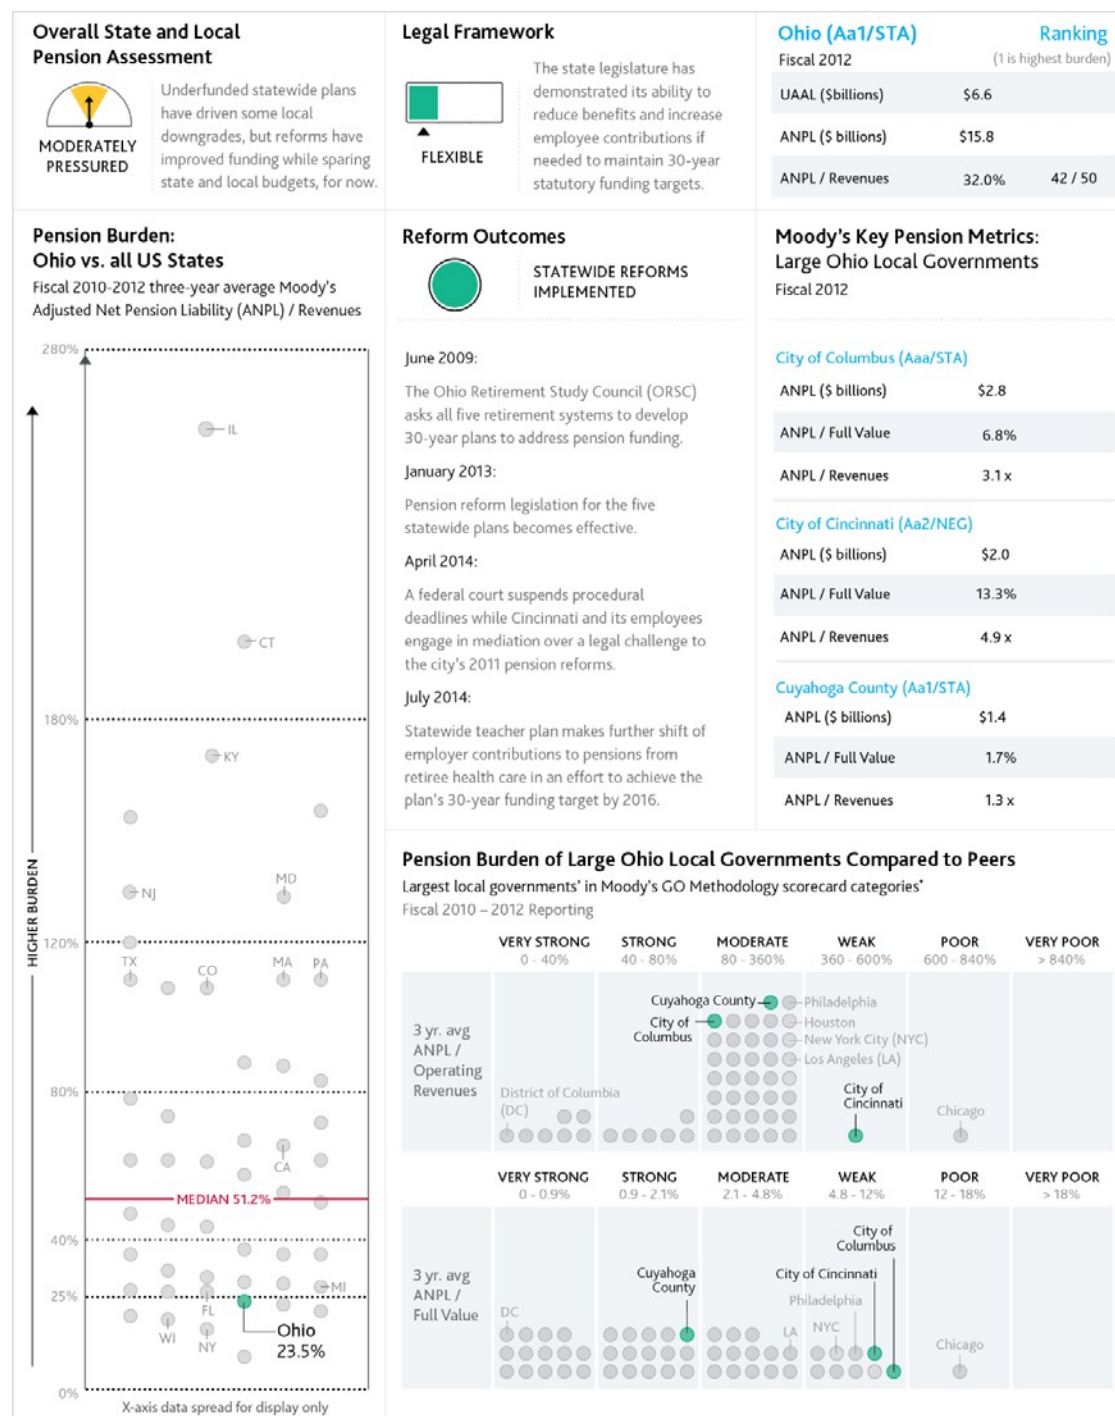 Overall State and Local
Pension Assessment
MODERATELY
PRESSURED
Underfunded statewide plans
have driven some local
downgrades, but reforms have
improved funding while sparing
state and local budgets, for now.
Legal Framework
FLEXIBLE
The state legislature has
demonstrated its ability to
reduce benefits and increase
employee contributions if
needed to maintain 30-year
statutory funding targets.
Ohio (Aa1/STA) Ranking
Fiscal 2012 (1 is highest burden)
UAAL ($billions) $6.6
ANPL ($ billions) $15.8
ANPL / Revenues 32.0% 42 / 50
Pension Burden:
Ohio vs. all US States
Fiscal 2010-2012 three-year average Moody's
Adjusted Net Pension Liability (ANPL) / Revenues
HIGHER BURDEN
280%
IL
CT
180%
KY
NJ
MD
120%
TX
CO
MA
PA
80%
CA
MEDIAN 51.2%
40%
MI
25%
FL
WI
NY
Ohio
23.5%
0%
X-axis data spread for display only
Reform Outcomes
STATEWIDE REFORMS
IMPLEMENTED
June 2009:
The Ohio Retirement Study Council (ORSC)
asks all five retirement systems to develop
30-year plans to address pension funding.
January 2013:
Pension reform legislation for the five
statewide plans becomes effective.
April 2014:
A federal court suspends procedural
deadlines while Cincinnati and its employees
engage in mediation over a legal challenge to
the city's 2011 pension reforms.
July 2014:
Statewide teacher plan makes further shift of
employer contributions to pensions from
retiree health care in an effort to achieve the
plan's 30-year funding target by 2016.
Moody's Key Pension Metrics:
Large Ohio Local Governments
Fiscal 2012
City of Columbus (Aaa/STA)
ANPL ($ billions) $2.8
ANPL / Full Value 6.8%
ANPL / Revenues 3.1 x
City of Cincinnati (Aa2/NEG)
ANPL ($ billions) $2.0
ANPL / Full Value 13.3%
ANPL / Revenues 4.9 x
Cuyahoga County (Aa1/STA)
ANPL ($ billions) $1.4
ANPL / Full Value 1.7%
ANPL / Revenues 1.3 x
Pension Burden of Large Ohio Local Governments Compared to Peers
Largest local governments' in Moody's GO Methodology scorecard categories*
Fiscal 2010 – 2012 Reporting
VERY STRONG STRONG MODERATE WEAK POOR VERY POOR
0 - 40% 40 - 80% 80 - 360% 360 - 600% 600 - 840% > 840%
3 yr. avg
ANPL /
Operating
Revenues
District of Columbia
(DC)
Cuyahoga County
City of
Columbus
Philadelphia
Houston
New York City (NYC)
Los Angeles (LA)
City of
Cincinnati
Chicago
VERY STRONG STRONG MODERATE WEAK POOR VERY POOR
0 - 0.9% 0.9 - 2.1% 2.1 - 4.8% 4.8 - 12% 12 - 18% > 18%
3 yr. avg
ANPL /
Full Value
DC
Cuyahoga
County
LA
City of
Columbus
City of Cincinnati
Philadelphia
NYC
Chicago